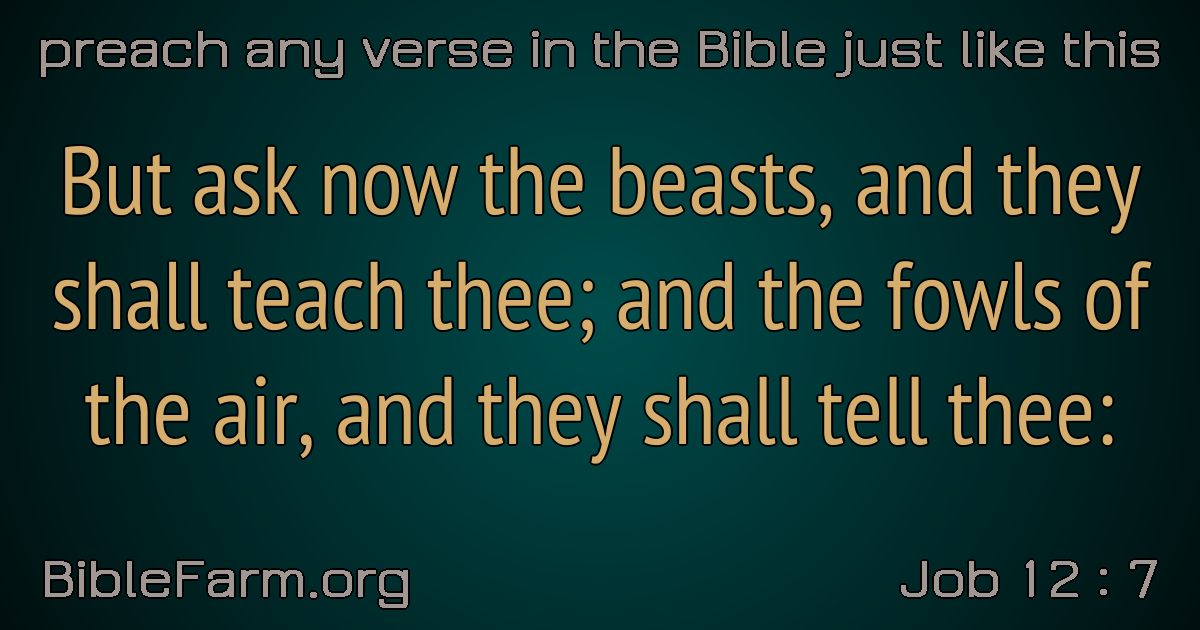 preach any verse in the Bible just like this
But ask now the beasts, and they
shall teach thee; and the fowls of
the air, and they shall tell thee:
BibleFarm.org
Job 12 : 7